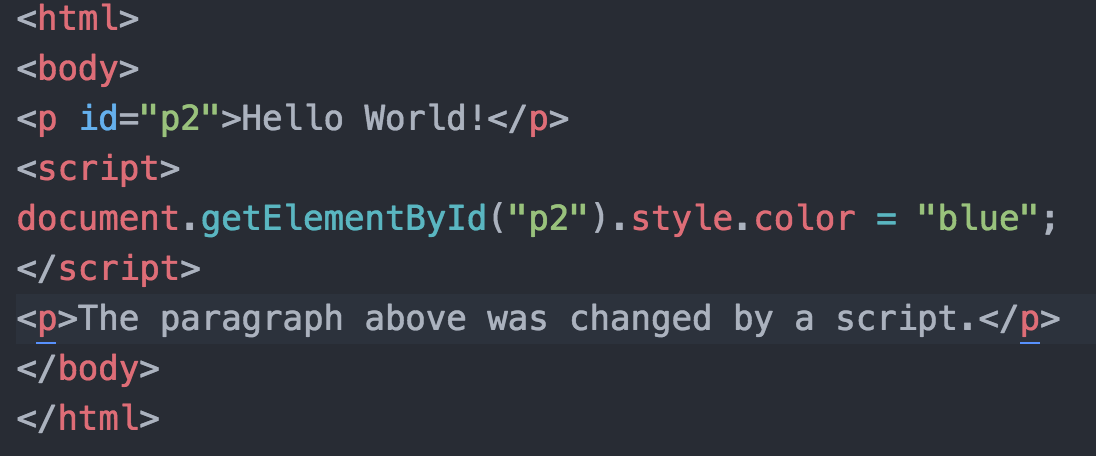 <html>
<body>
<p id="p2">Hello World!</p>
<script>
document.getElementById("p2").style.color = "blue";
</script>
<p>The paragraph above was changed by a script.</p>
</body>
</html>